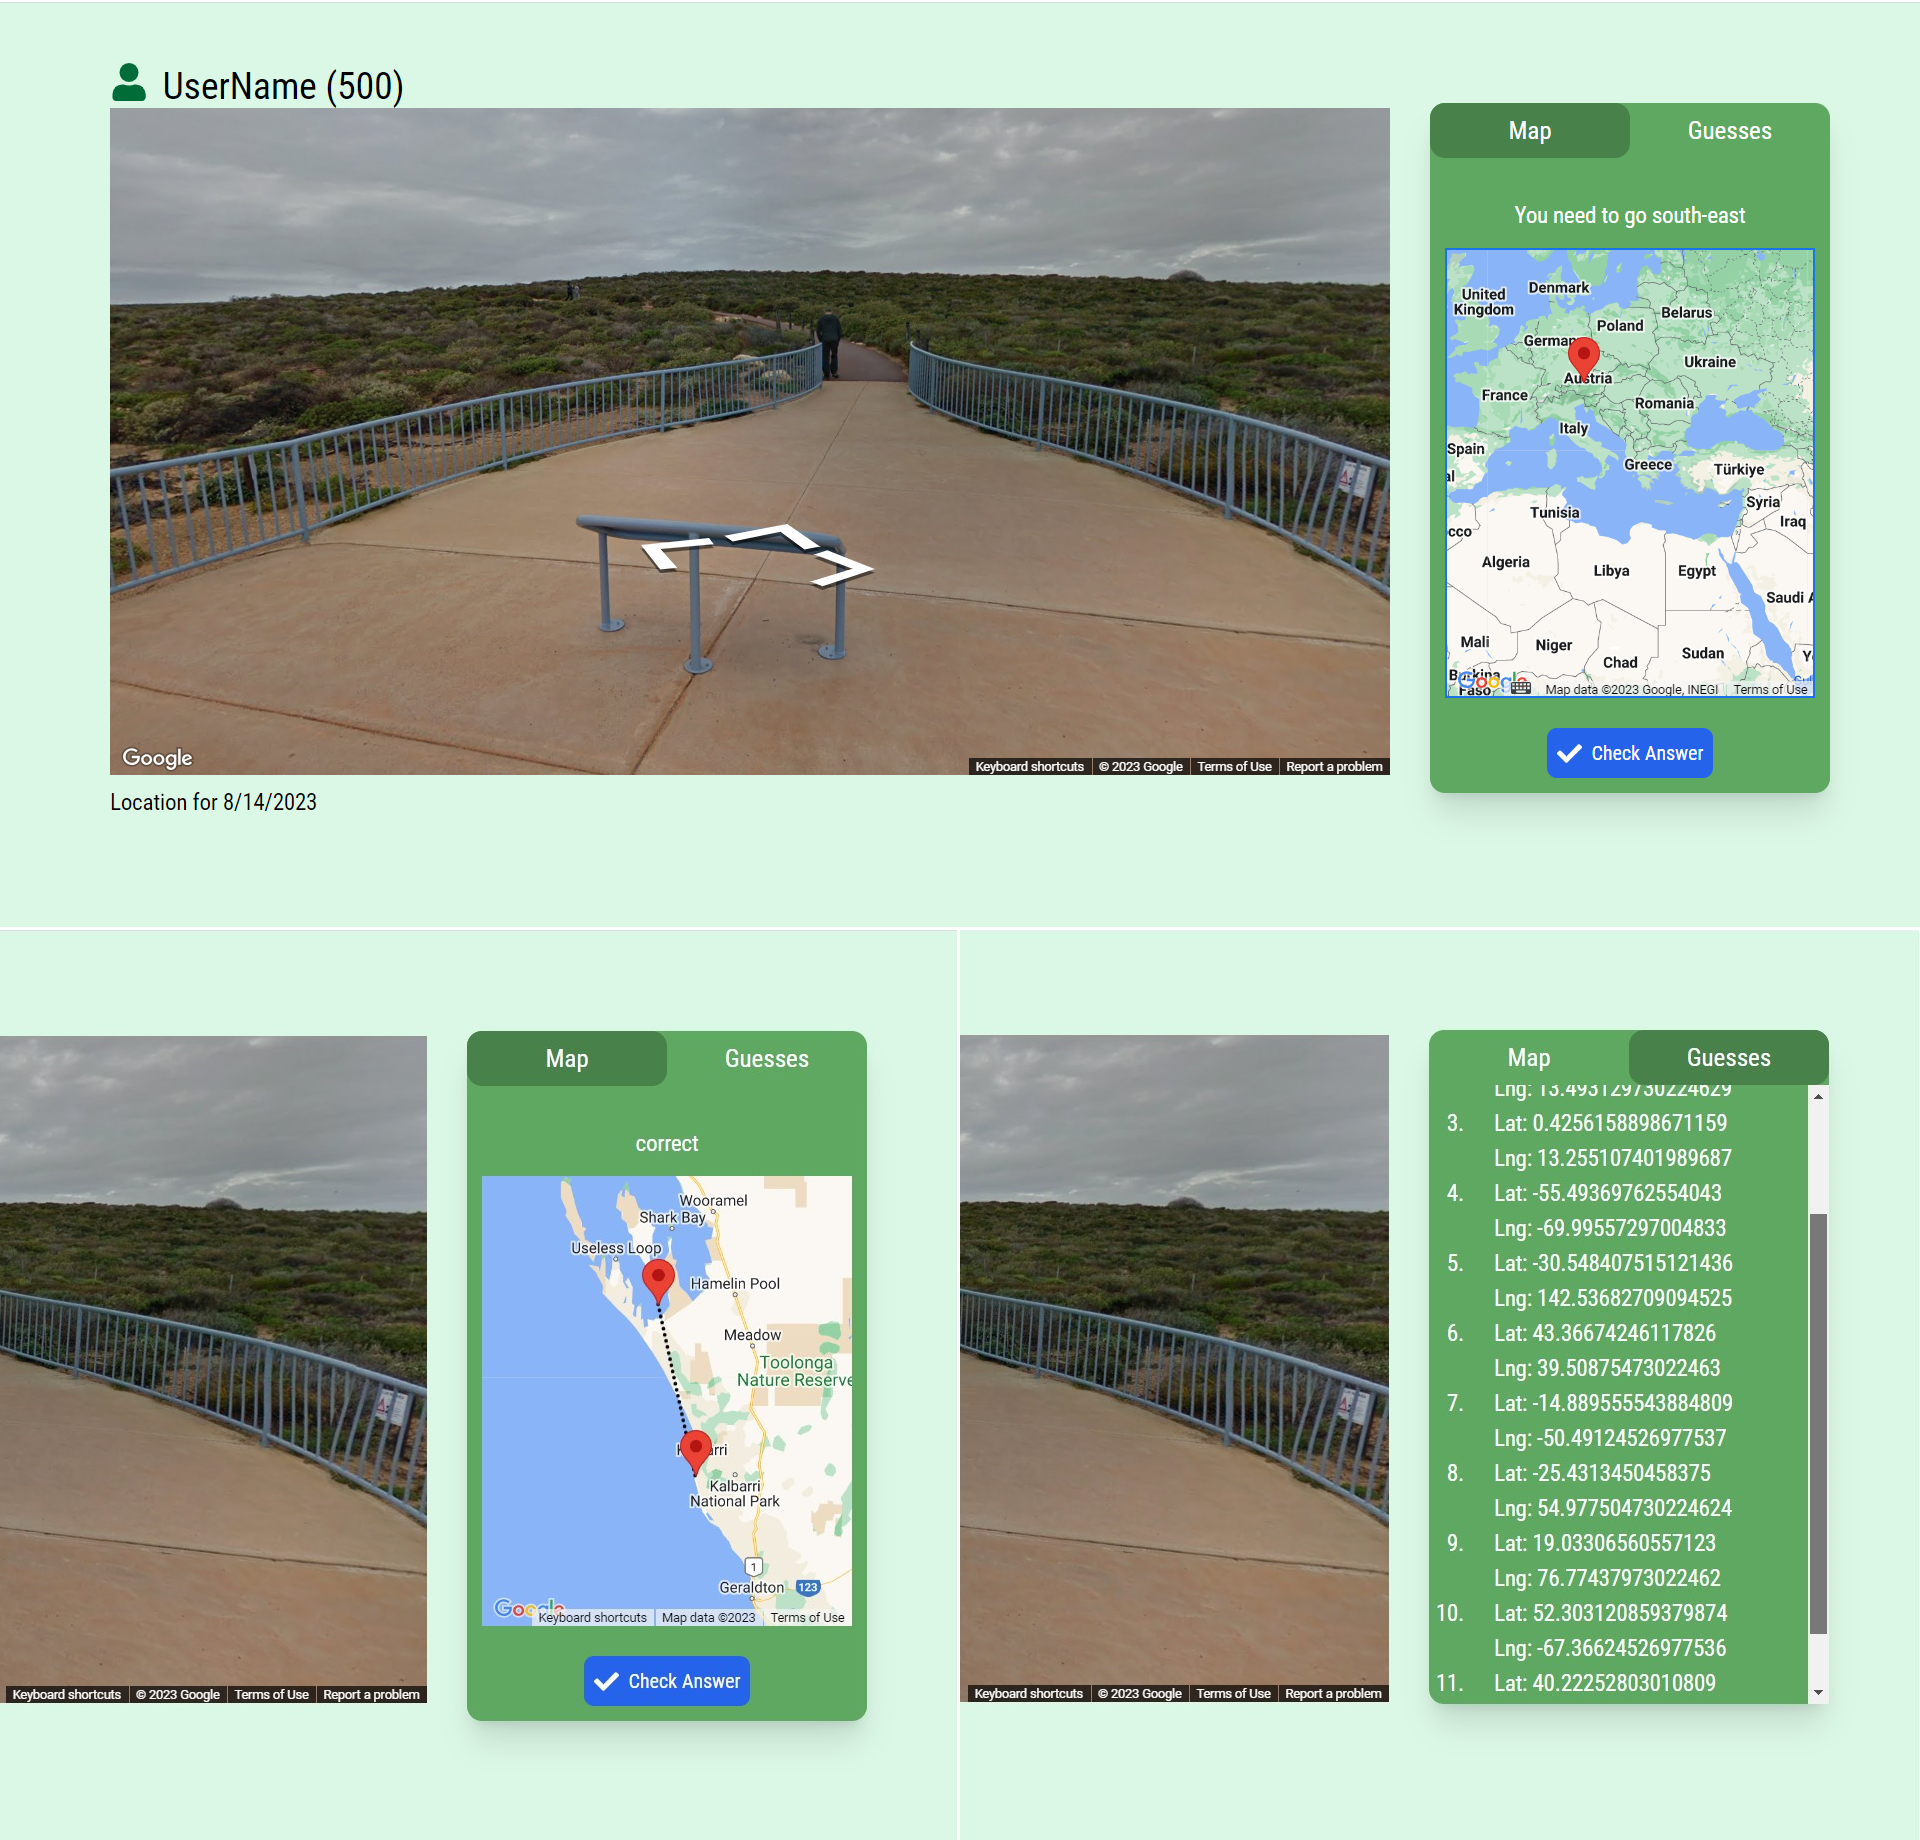 UserName (500)
Map
Guesses
You need to go south-east
United
Kingdom
Denmark
Poland
Belarus
Ukraine
Austria
France
Romania
Italy
Spain
Greece
Türkiye
Tunisia
Syria
Iraq
Algeria
Libya
Egypt
Saudi
Mali
Niger
Chad
Sudan
Burkina
Faso
Google
Map data ©2023 Google, INEGI
Terms of Use
Check Answer
Google
Keyboard shortcuts
© 2023 Google
Terms of Use
Report a problem
Location for 8/14/2023
Map
Guesses
correct
Wooramel
Shark Bay
Useless Loop
Hamelin Pool
Meadow
Toolonga
Nature Reserve
Kalbarri
National Park
1
Geraldton
123
Google
Keyboard shortcuts
Map data ©2023
Terms of Use
Check Answer
Keyboard shortcuts
© 2023 Google
Terms of Use
Report a problem
Map
Guesses
Lng: 13.493129730224629
3. Lat: 0.4256158898671159
Lng: 13.255107401989687
4. Lat: -55.49369762554043
Lng: -69.99557297004833
5. Lat: -30.548407515121436
Lng: 142.53682709094525
6. Lat: 43.36674246117826
Lng: 39.50875473022463
7. Lat: -14.889555543884809
Lng: -50.49124526977537
8. Lat: -25.4313450458375
Lng: 54.977504730224624
9. Lat: 19.03306560557123
Lng: 76.77437973022462
10. Lat: 52.303120859379874
Lng: -67.36624526977536
11. Lat: 40.22252803010809
Keyboard shortcuts
© 2023 Google
Terms of Use
Report a problem